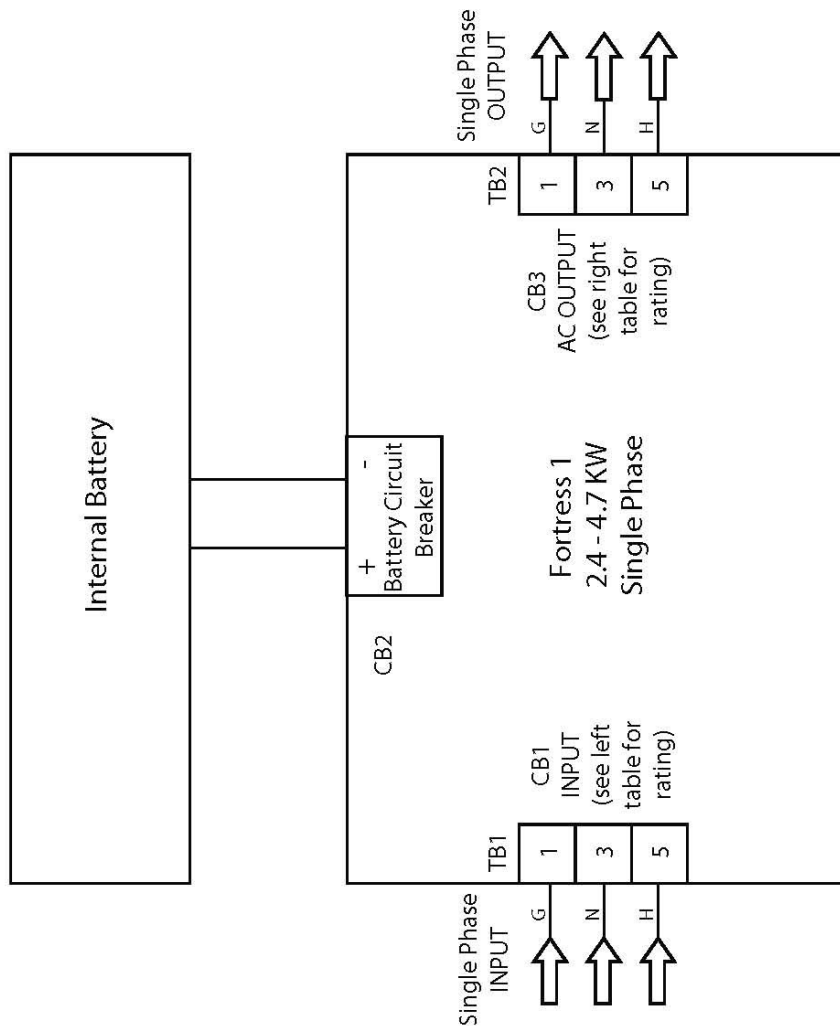 Internal Battery
+ -
Battery Circuit
Breaker
CB2
Single Phase
INPUT
G
N
H
TB1
1
3
5
CB1
INPUT
(see left
table for
rating)
Fortress 1
2.4 - 4.7 KW
Single Phase
CB3
AC OUTPUT
(see right
table for
rating)
TB2
1
3
5
Single Phase
OUTPUT
G
N
H